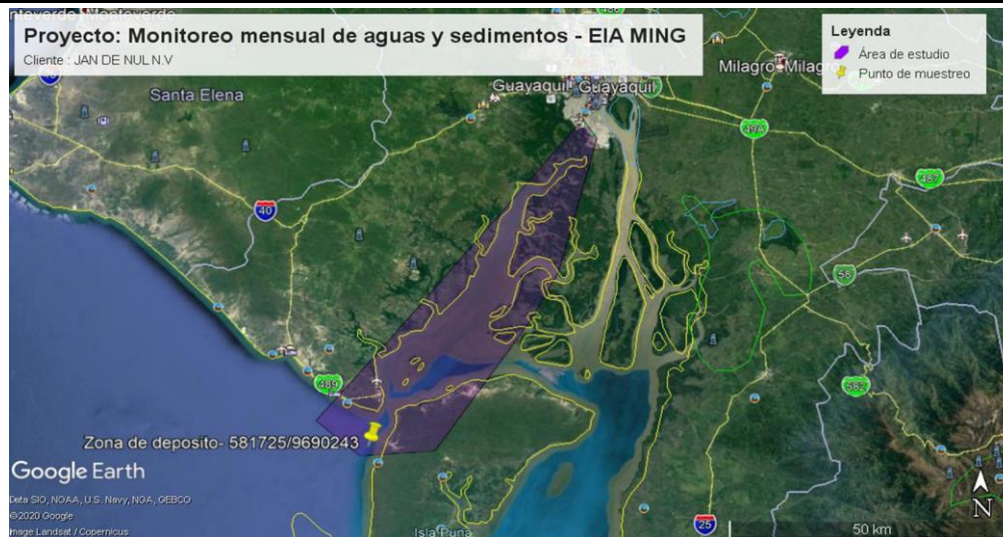 nteverde Monteverde
Proyecto: Monitoreo mensual de aguas y sedimentos - EIA MING
Cliente : JAN DE NUL N.V
Leyenda
Área de estudio
Punto de muestreo
Milagro Milagro
Guayaquil Guayaquil
Santa Elena
49A
487
40
58
489
582
Zona de deposito- 581725/9690243
Google Earth
Data SIO, NOAA, U.S. Navy, NGA, GEBCO
©2020 Google
Image Landsat / Copernicus
Isla Puná
25
50 km
N